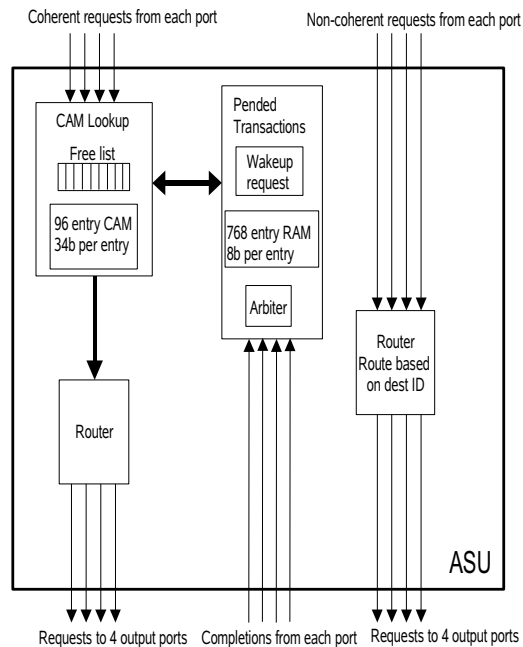 Coherent requests from each port
Non-coherent requests from each port
CAM Lookup
Free list
96 entry CAM
34b per entry
Pended
Transactions
Wakeup
request
768 entry RAM
8b per entry
Arbiter
Router
Route based
on dest ID
Router
ASU
Requests to 4 output ports
Completions from each port
Requests to 4 output ports